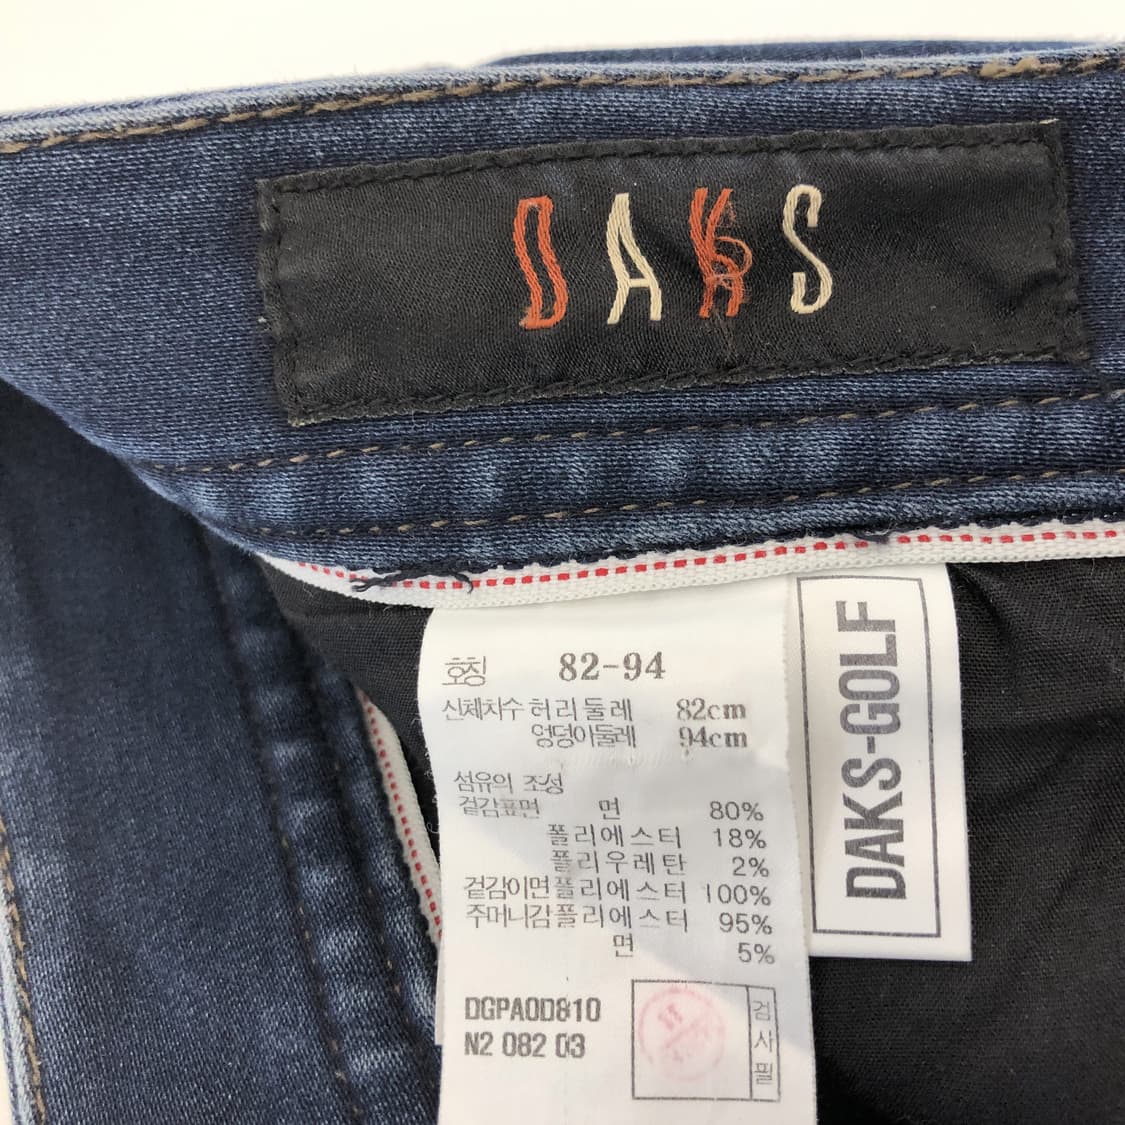 DAKS
호칭 82-94
신체치수 허리둘레 82cm
엉덩이둘레 94cm
섬유의 조성
겉감표면 면 80%
폴리에스터 18%
폴리우레탄 2%
겉감이면 폴리에스터 100%
주머니감 폴리에스터 95%
면 5%
DGPA0D810
N2 082 03
검사필
DAKS-GOLF